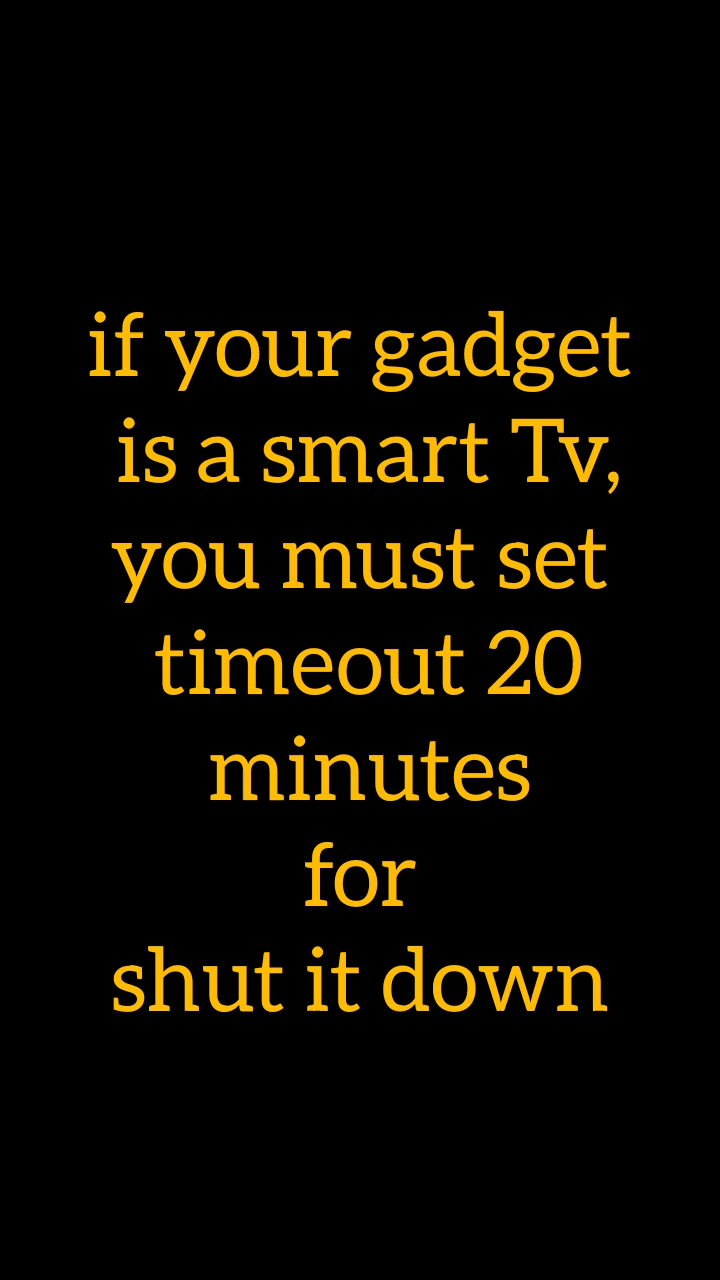 if your gadget
is a smart Tv,
you must set
timeout 20
minutes
for
shut it down